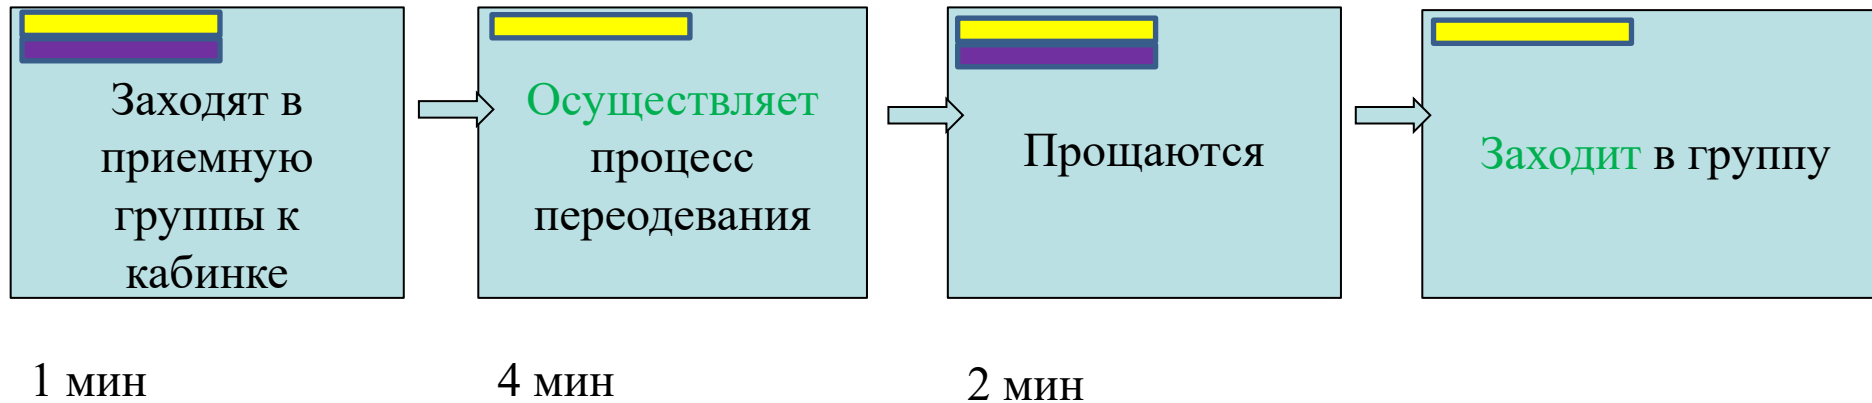 Заходят в
приемную
группы к
кабинке
Осуществляет
процесс
переодевания
Прощаются
Заходит в группу
1 мин
4 мин
2 мин